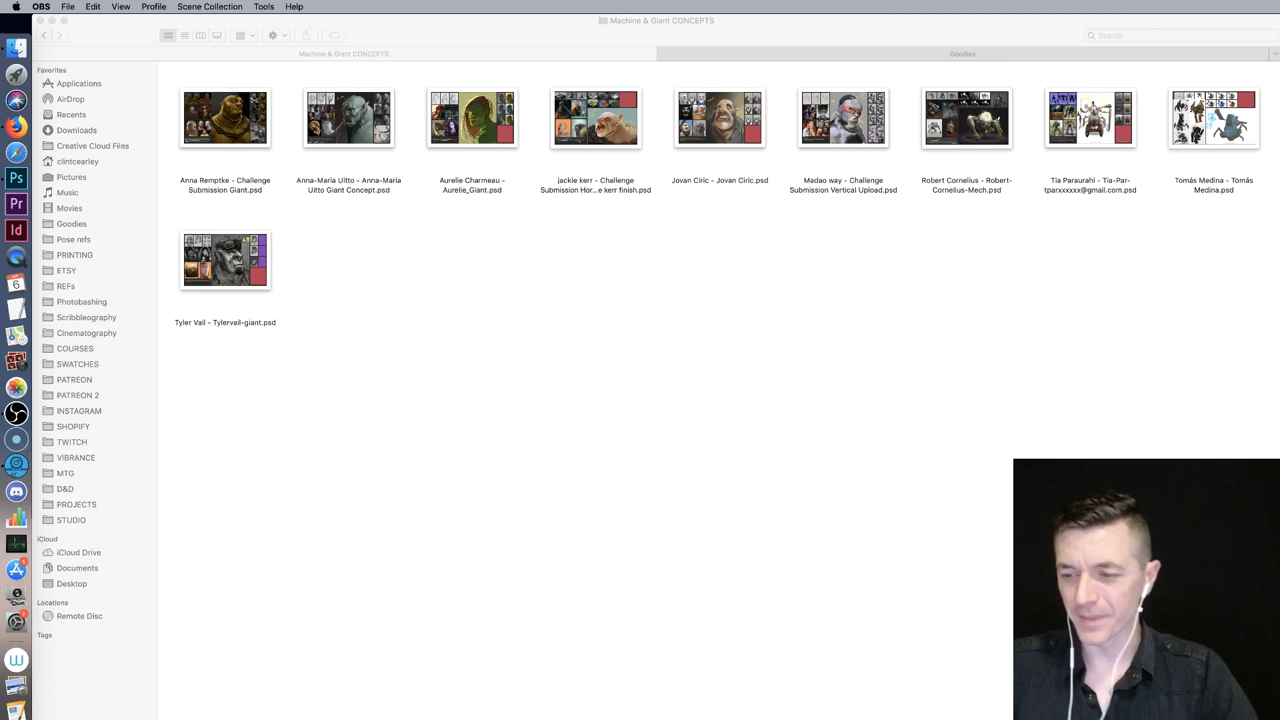 OBS File Edit View Profile Scene Collection Tools Help
Machine & Giant CONCEPTS
Search
Machine & Giant CONCEPTS
Goodies
Favorites
Applications
AirDrop
Recents
Downloads
Creative Cloud Files
clintcearley
Pictures
Music
Movies
Goodies
Pose refs
PRINTING
ETSY
REFs
Photobashing
Scribbleography
Cinematography
COURSES
SWATCHES
PATREON
PATREON 2
INSTAGRAM
SHOPIFY
TWITCH
VIBRANCE
MTG
D&D
PROJECTS
STUDIO
iCloud
iCloud Drive
Documents
Desktop
Locations
Remote Disc
Tags
Anna Remptke - Challenge
Submission Giant.psd
Anna-Maria Uitto - Anna-Maria
Uitto Giant Concept.psd
Aurelie Charmeau -
Aurelie_Giant.psd
jackie kerr - Challenge
Submission Hor...e kerr finish.psd
Jovan Ciric - Jovan Ciric.psd
Madao way - Challenge
Submission Vertical Upload.psd
Robert Cornelius - Robert-
Cornelius-Mech.psd
Tia Paraurahi - Tia-Par-
tparxxxxxx@gmail.com.psd
Tomás Medina - Tomás
Medina.psd
Tyler Vail - Tylervail-giant.psd
Ps
Pr
Id
6
W